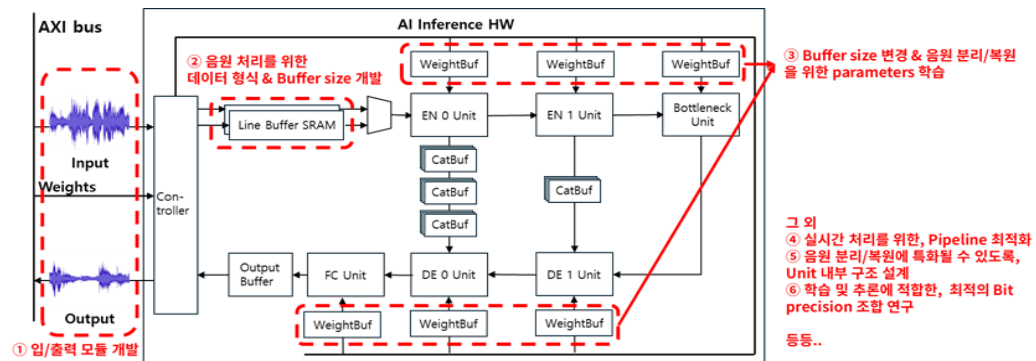 AXI bus
AI Inference HW
② 음원 처리를 위한
데이터 형식 & Buffer size 개발
WeightBuf
WeightBuf
WeightBuf
③ Buffer size 변경 & 음원 분리/복원
을 위한 parameters 학습
Line Buffer SRAM
EN 0 Unit
EN 1 Unit
Bottleneck
Unit
Input
Weights
Con-
troller
CatBuf
CatBuf
CatBuf
CatBuf
그 외
④ 실시간 처리를 위한, Pipeline 최적화
⑤ 음원 분리/복원에 특화될 수 있도록,
Unit 내부 구조 설계
⑥ 학습 및 추론에 적합한, 최적의 Bit
precision 조합 연구
등등..
Output
Buffer
FC Unit
DE 0 Unit
DE 1 Unit
Output
WeightBuf
WeightBuf
WeightBuf
① 입/출력 모듈 개발